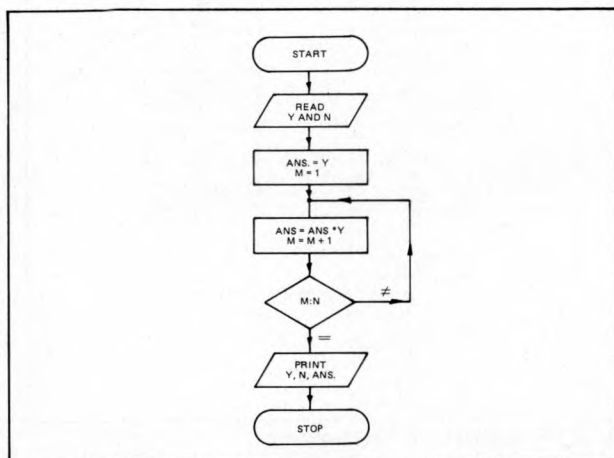 START
READ
Y AND N
ANS. = Y
M = 1
ANS = ANS *Y
M = M + 1
M:N
≠
=
PRINT
Y, N, ANS.
STOP